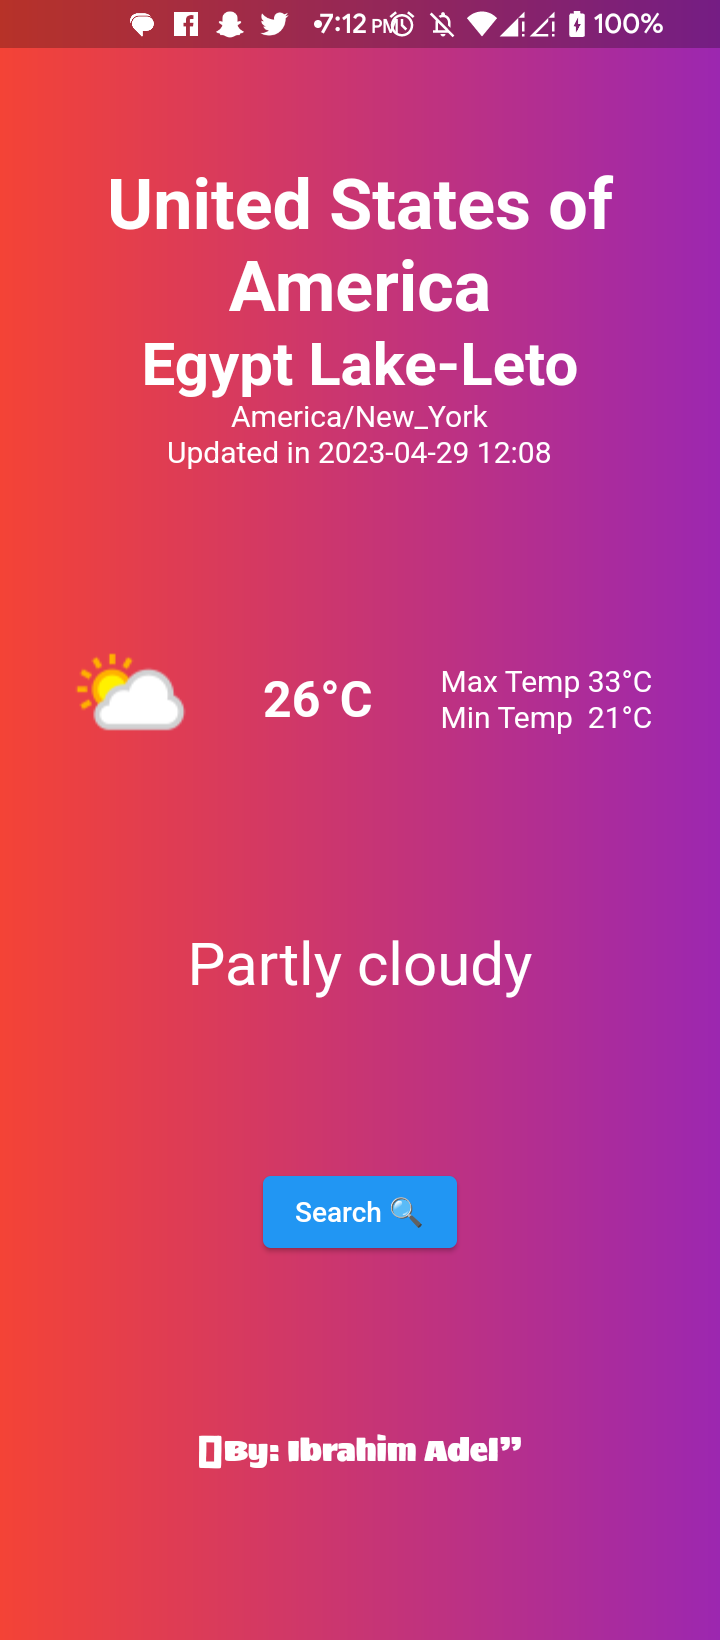 7:12 PM 100%
United States of
America
Egypt Lake-Leto
America/New_York
Updated in 2023-04-29 12:08
26°C
Max Temp 33°C
Min Temp 21°C
Partly cloudy
Search 🔍
By: Ibrahim Adel”